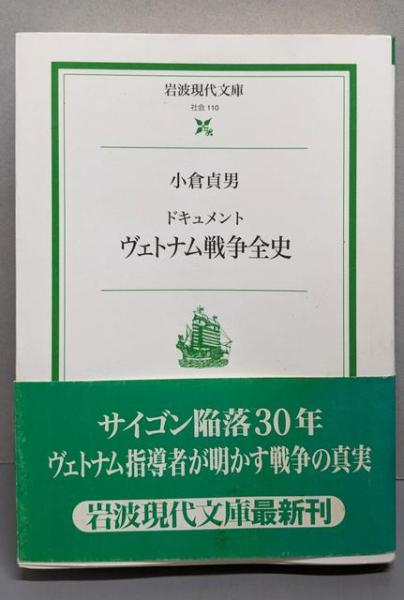 岩波現代文庫
社会 110
小倉貞男
ドキュメント
ヴェトナム戦争全史
サイゴン陥落30年
ヴェトナム指導者が明かす戦争の真実
岩波現代文庫最新刊